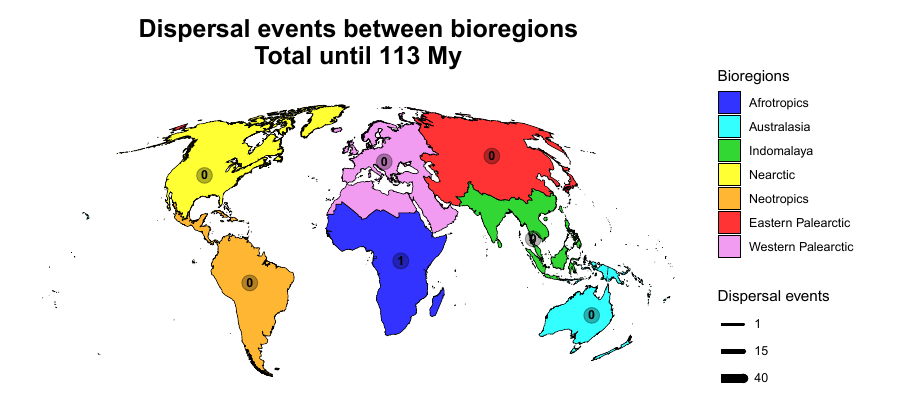 Dispersal events between bioregions
Total until 113 My
Bioregions
Afrotropics
Australasia
Indomalaya
Nearctic
Neotropics
Eastern Palearctic
Western Palearctic
Dispersal events
1
15
40
0
0
0
0
1
0
0